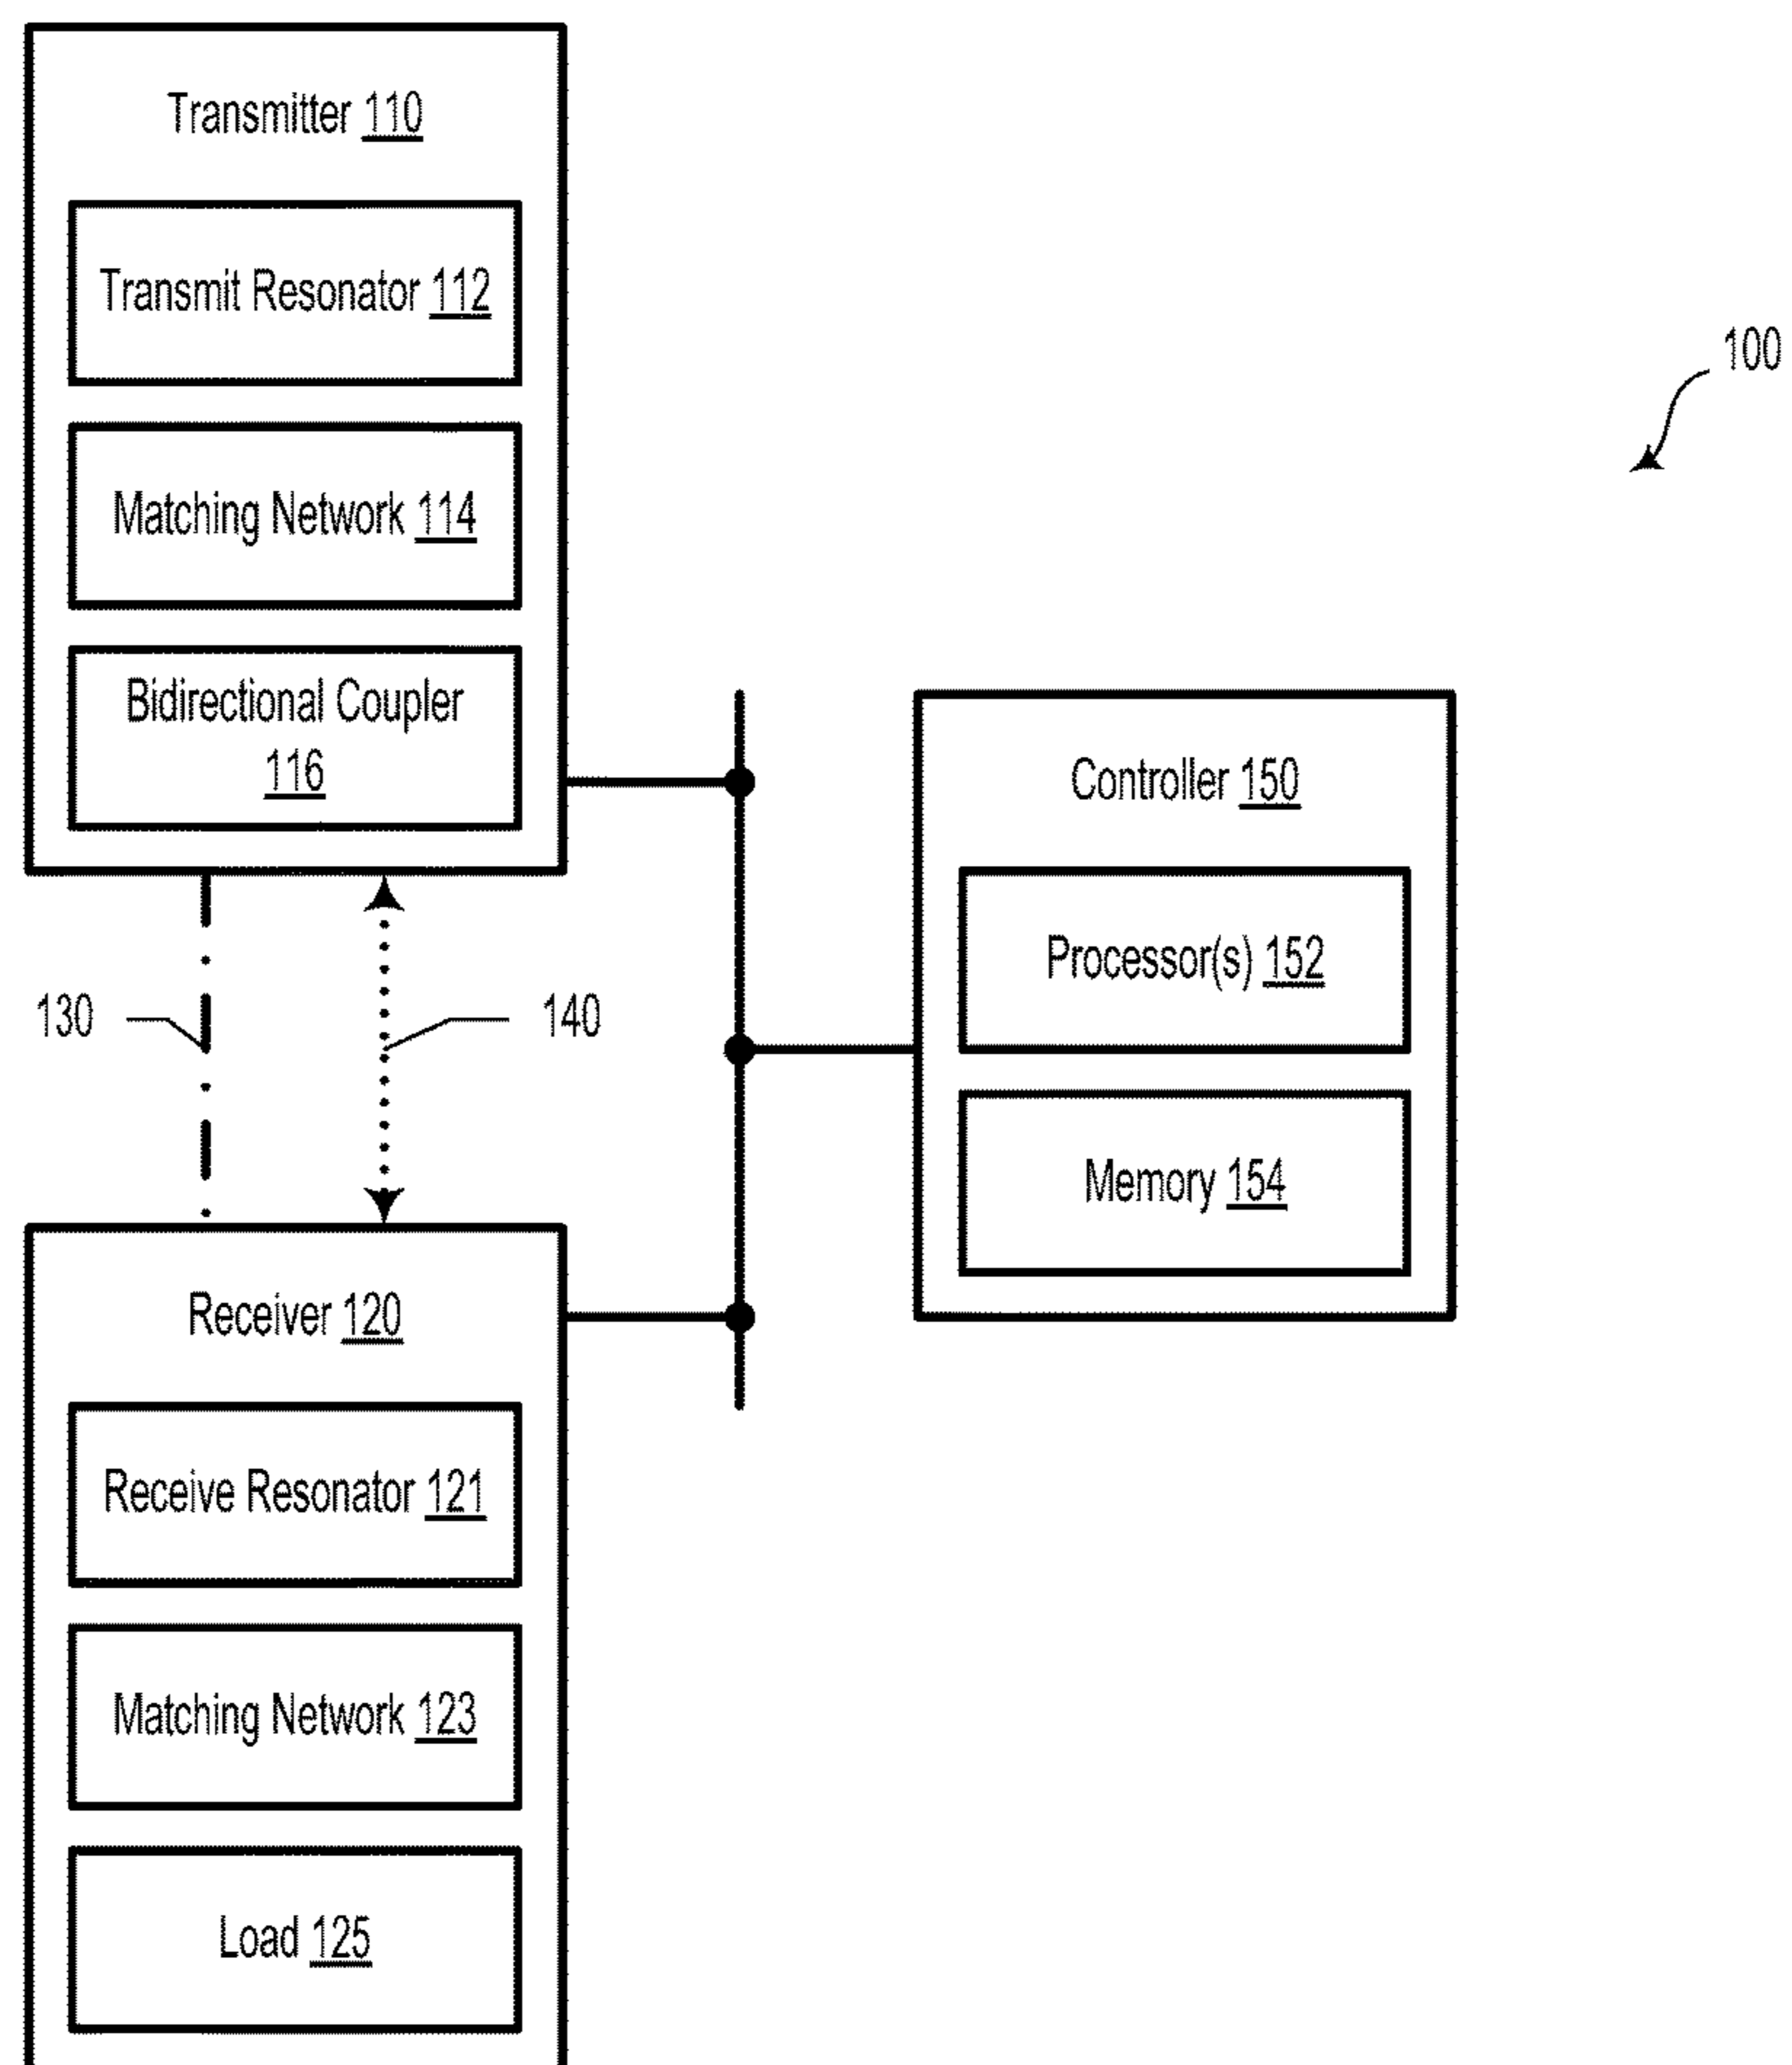 Transmitter 110
Transmit Resonator 112
Matching Network 114
Bidirectional Coupler
116
100
Controller 150
Processor(s) 152
Memory 154
130
140
Receiver 120
Receive Resonator 121
Matching Network 123
Load 125